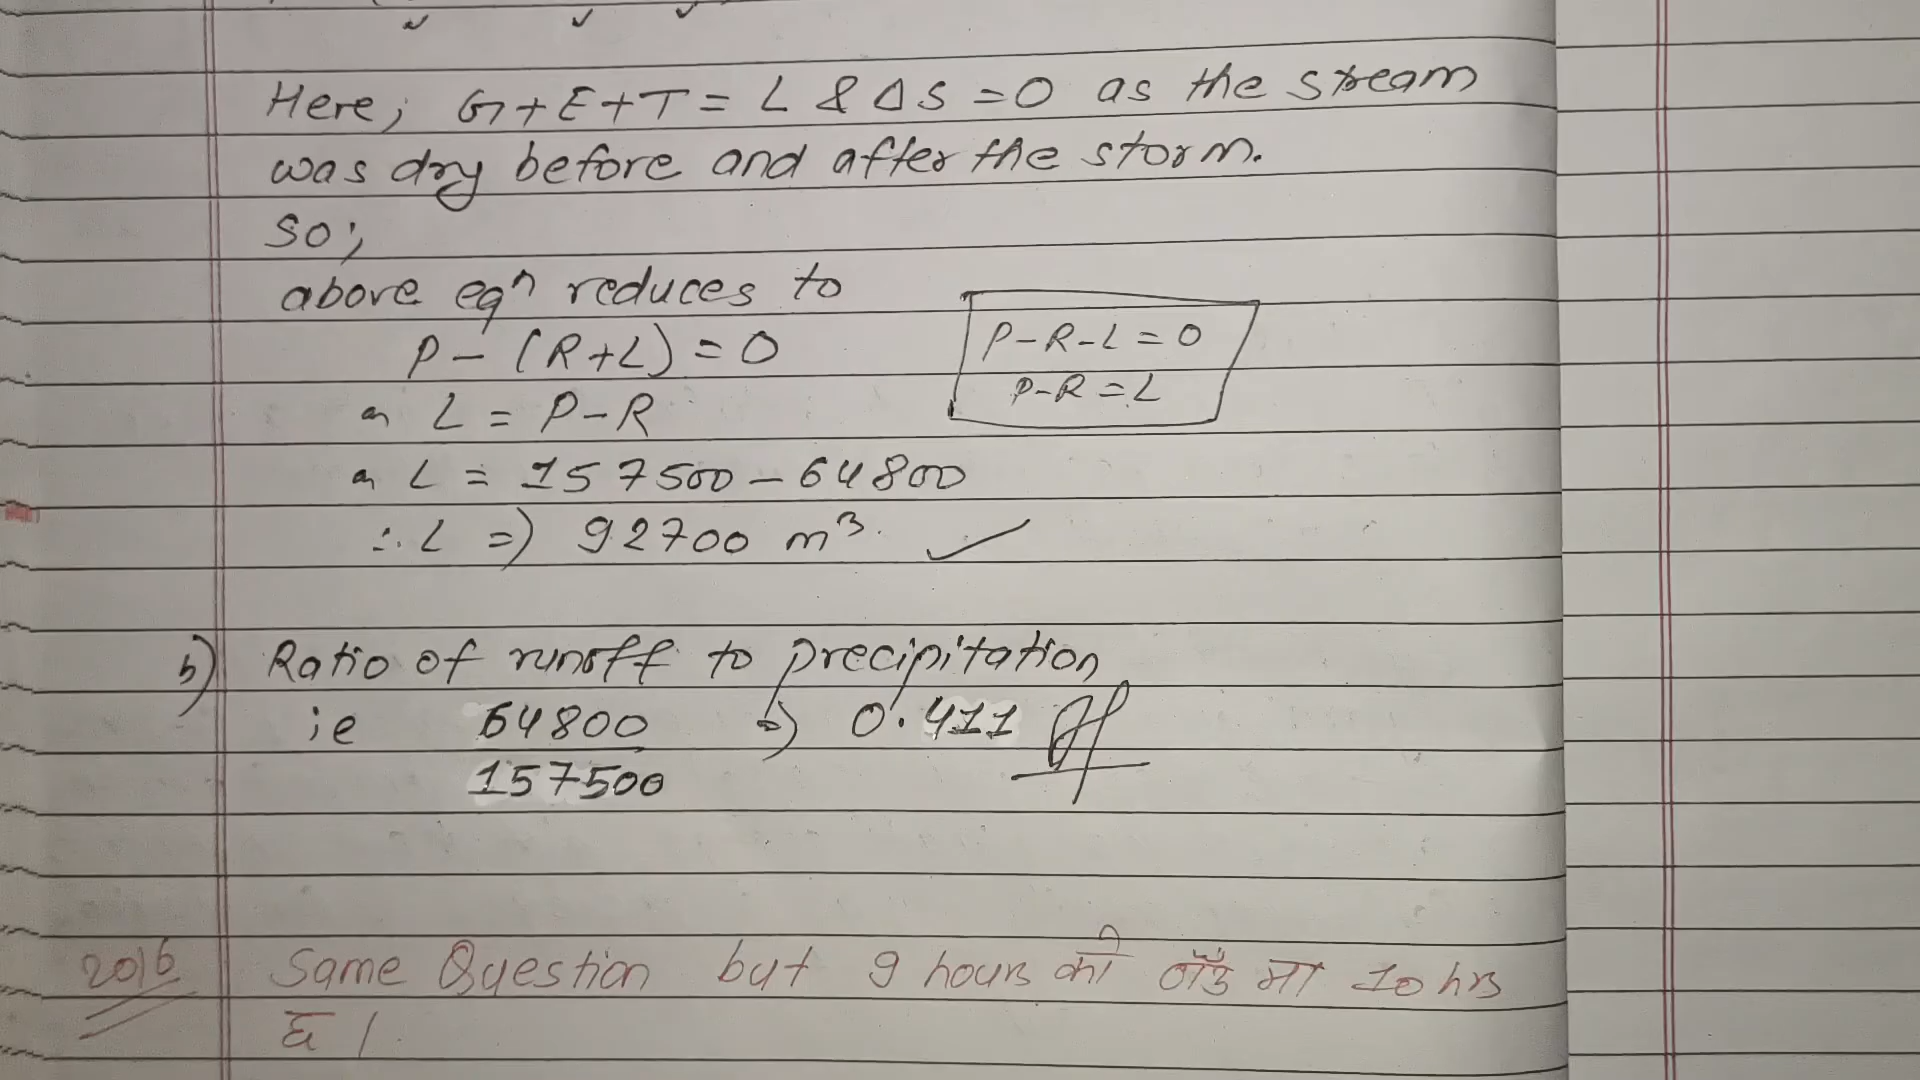 Here; G+E+T = L & ΔS = 0 as the stream
was dry before and after the storm.
So;
above eqⁿ reduces to
P - (R+L) = 0
P-R-L = 0
or L = P-R
P-R = L
or L = 157500 - 64800
∴ L => 92700 m³. ✓
b) Ratio of runoff to precipitation
ie 64800 => 0.411
157500
2016 Same Question but 9 hours को ठाउँ मा 10 hrs
छ ।